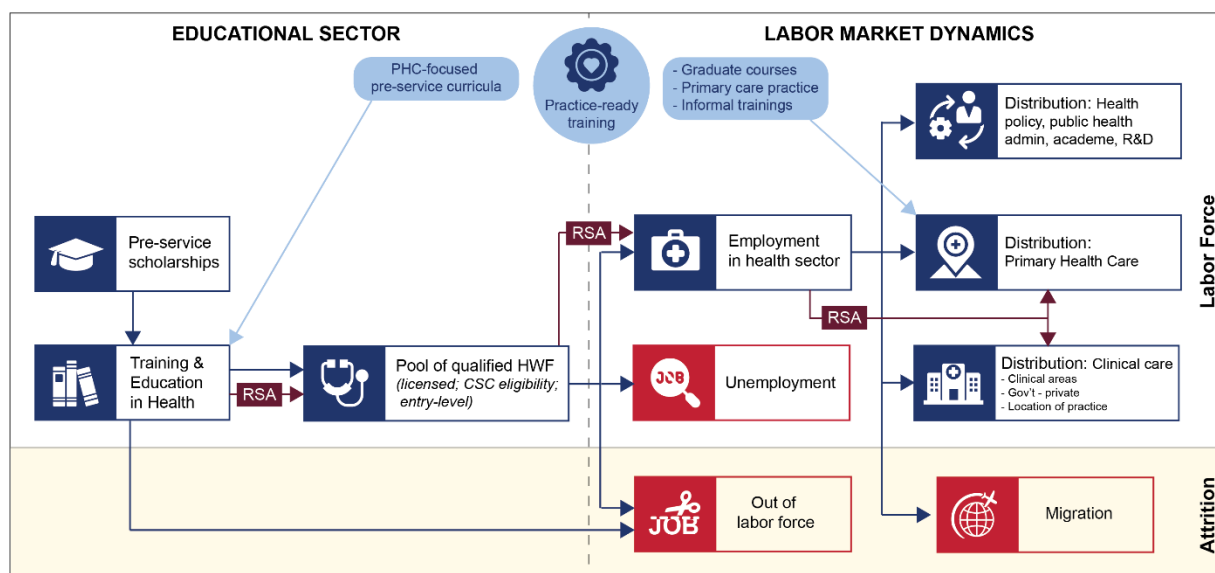 EDUCATIONAL SECTOR
LABOR MARKET DYNAMICS
PHC-focused
pre-service curricula
Practice-ready
training
- Graduate courses
- Primary care practice
- Informal trainings
Distribution: Health
policy, public health
admin, academe, R&D
Pre-service
scholarships
RSA
Employment
in health sector
Distribution:
Primary Health Care
Labor Force
RSA
Training &
Education
in Health
RSA
Pool of qualified HWF
(licensed; CSC eligibility;
entry-level)
JOB
Unemployment
Distribution: Clinical care
- Clinical areas
- Gov't - private
- Location of practice
JOB
Out of
labor force
Migration
Attrition